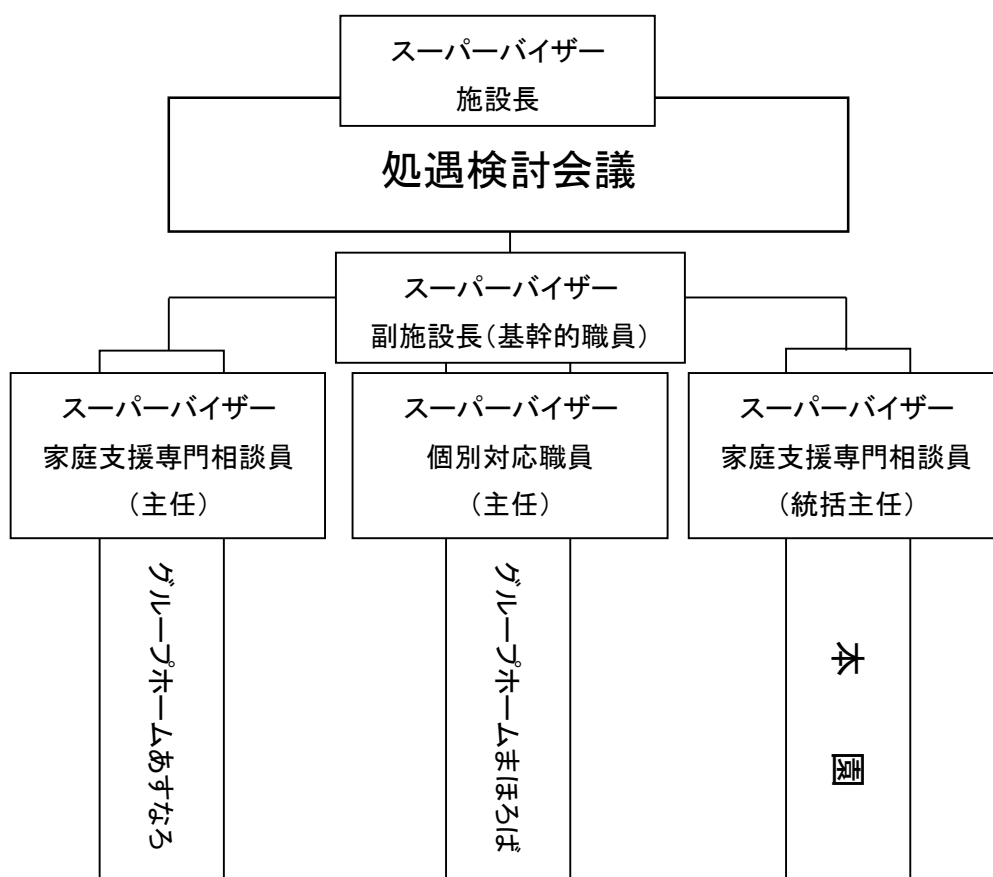 スーパーバイザー
施設長
処遇検討会議
スーパーバイザー
副施設長(基幹的職員)
スーパーバイザー
家庭支援専門相談員
(主任)
スーパーバイザー
個別対応職員
(主任)
スーパーバイザー
家庭支援専門相談員
(統括主任)
グループホームあすなろ
グループホームまほろば
本園